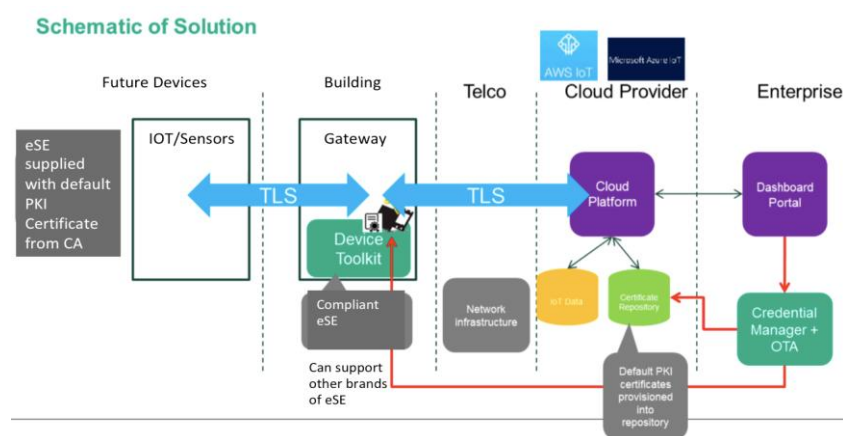 Schematic of Solution
AWS IoT
Microsoft Azure IoT
Future Devices
Building
Telco
Cloud Provider
Enterprise
eSE
supplied
with default
PKI
Certificate
from CA
IOT/Sensors
Gateway
TLS
TLS
Cloud
Platform
Dashboard
Portal
Device
Toolkit
Compliant
eSE
Network
infrastructure
IoT Data
Certificate
Repository
Credential
Manager +
OTA
Can support
other brands
of eSE
Default PKI
certificates
provisioned
into
repository